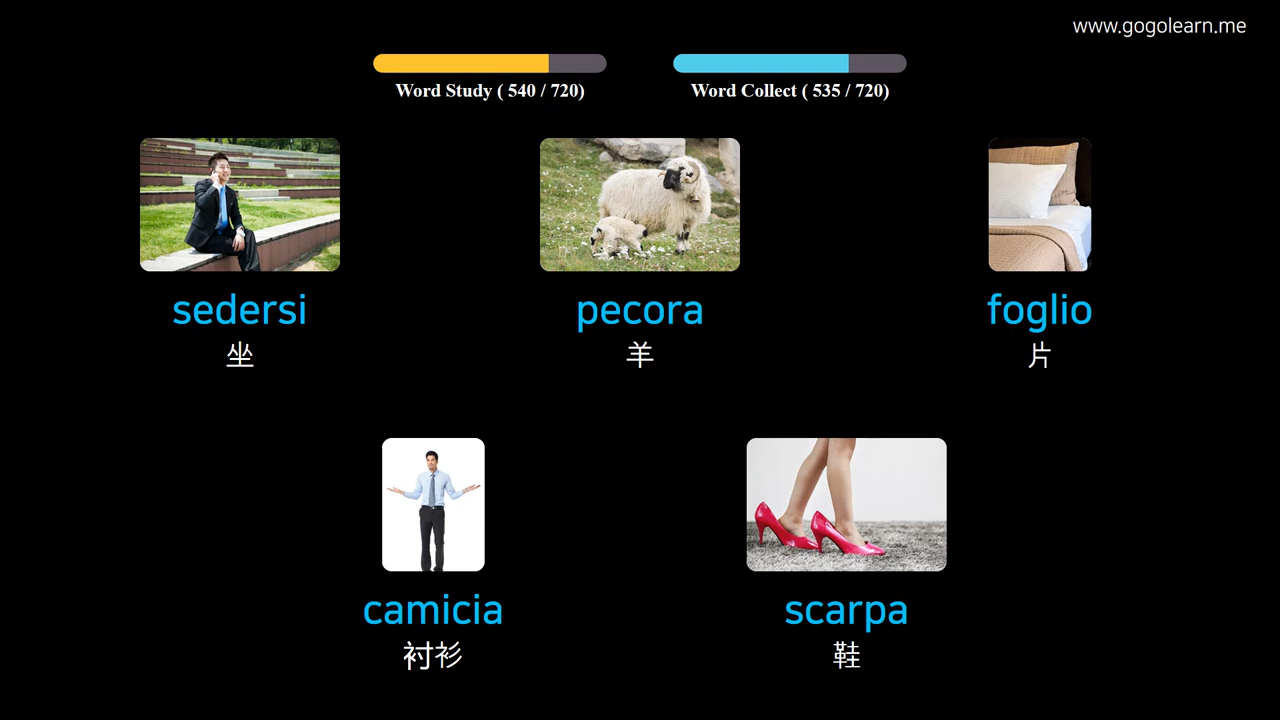 www.gogolearn.me
Word Study ( 540 / 720)
Word Collect ( 535 / 720)
sedersi
坐
pecora
羊
foglio
片
camicia
衬衫
scarpa
鞋